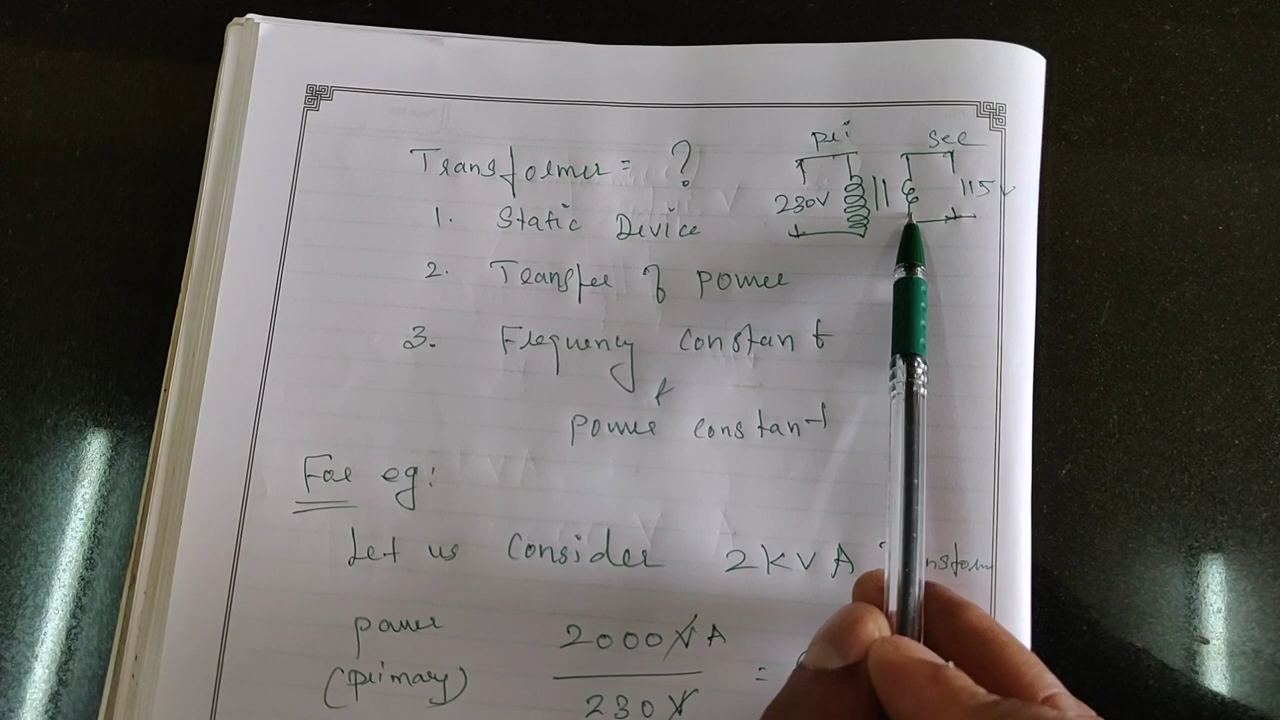 Transformer = ?
pri
sec
230V
115V
1. Static Device
2. Transfer of power
3. Frequency constant
&
power constant
For eg:
Let us Consider 2KVA
power
2000VA
(primary)
230V
=